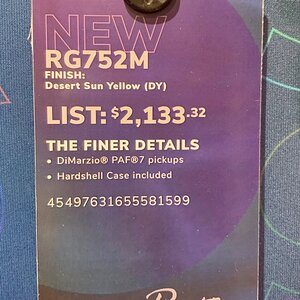 NEW
RG752M
FINISH:
Desert Sun Yellow (DY)
LIST: $2,133.32
THE FINER DETAILS
• DiMarzio® PAF®7 pickups
• Hardshell Case included
45497631655581599